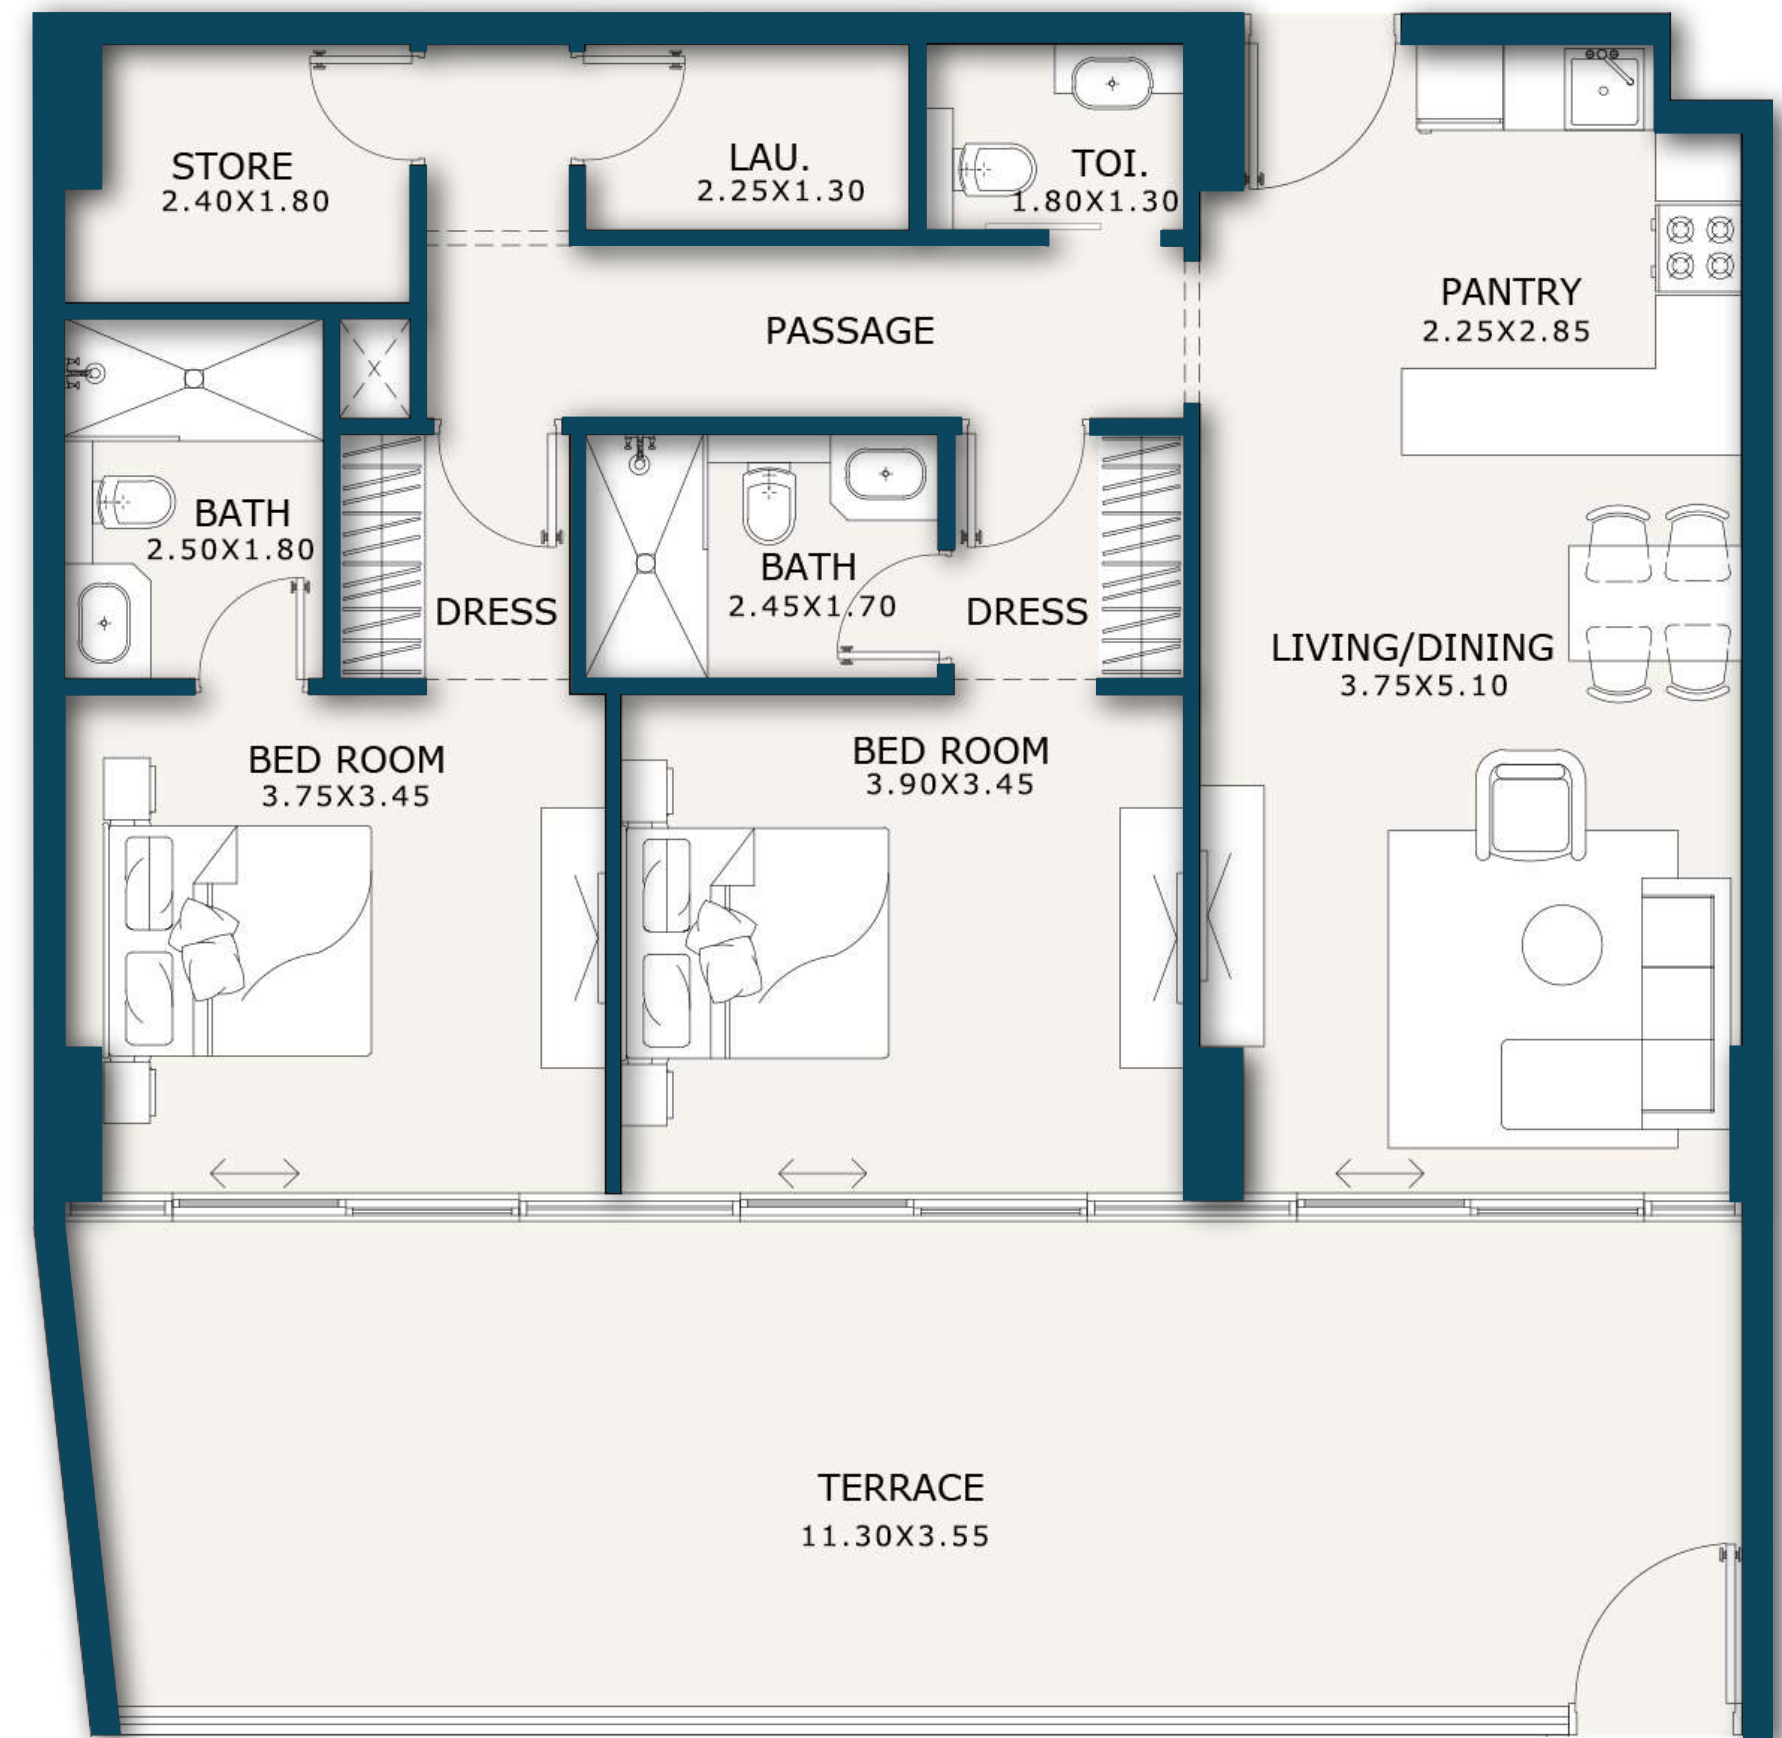 STORE
2.40X1.80
LAU.
2.25X1.30
TOI.
1.80X1.30
PANTRY
2.25X2.85
PASSAGE
BATH
2.50X1.80
DRESS
BATH
2.45X1.70
DRESS
LIVING/DINING
3.75X5.10
BED ROOM
3.75X3.45
BED ROOM
3.90X3.45
TERRACE
11.30X3.55